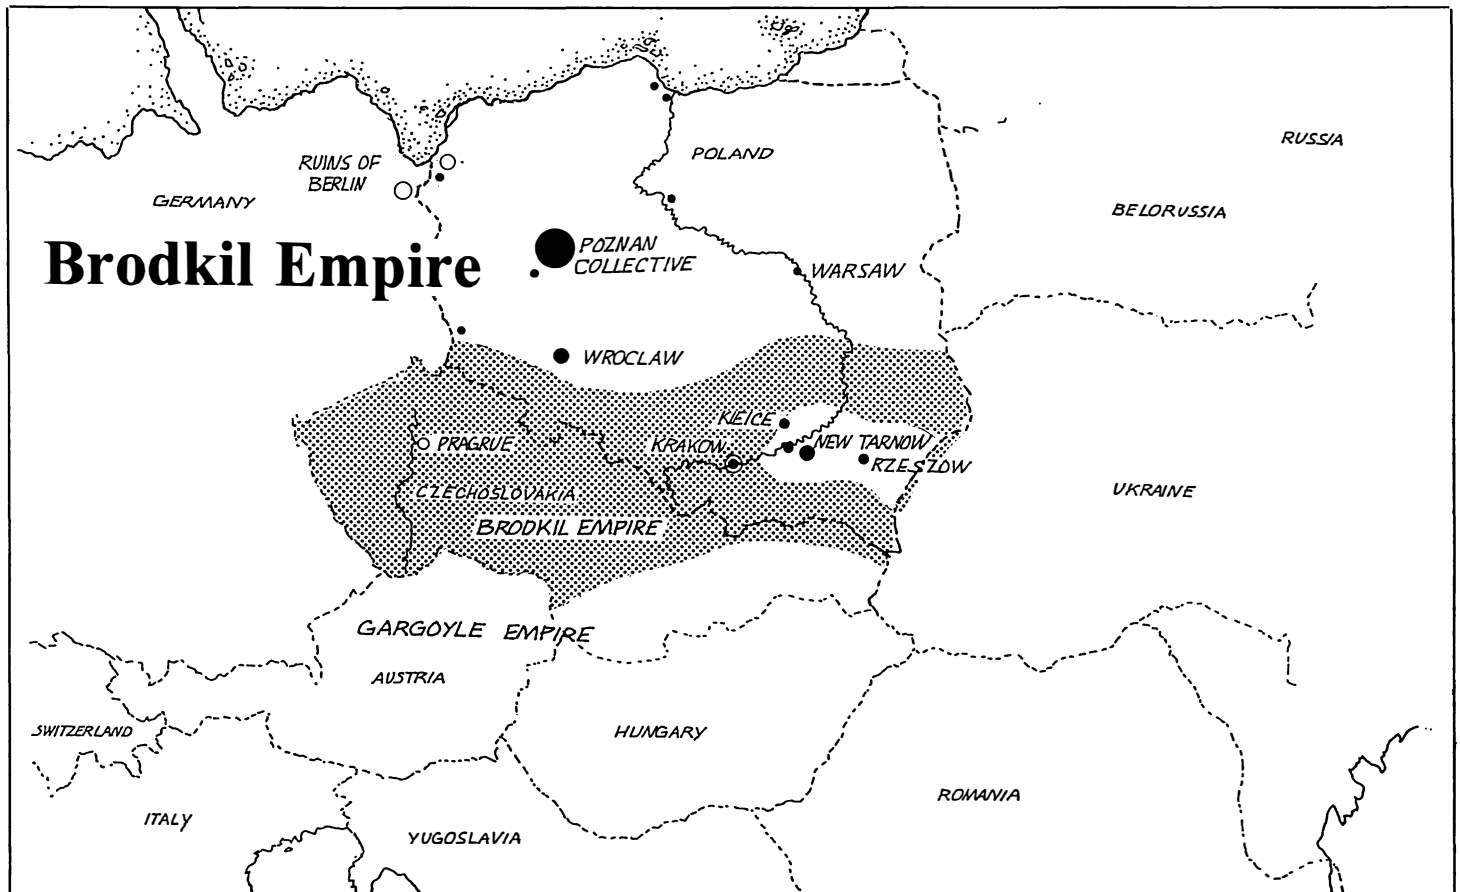 RUSSIA
POLAND
RUINS OF
BERLIN
GERMANY
BELORUSSIA
Brodkil Empire
POZNAN
COLLECTIVE
WARSAW
WROCLAW
KIELCE
KRAKOW
NEW TARNOW
RZESZOW
PRAGRUE
CZECHOSLOVAKIA
UKRAINE
BRODKIL EMPIRE
GARGOYLE EMPIRE
AUSTRIA
SWITZERLAND
HUNGARY
ROMANIA
ITALY
YUGOSLAVIA